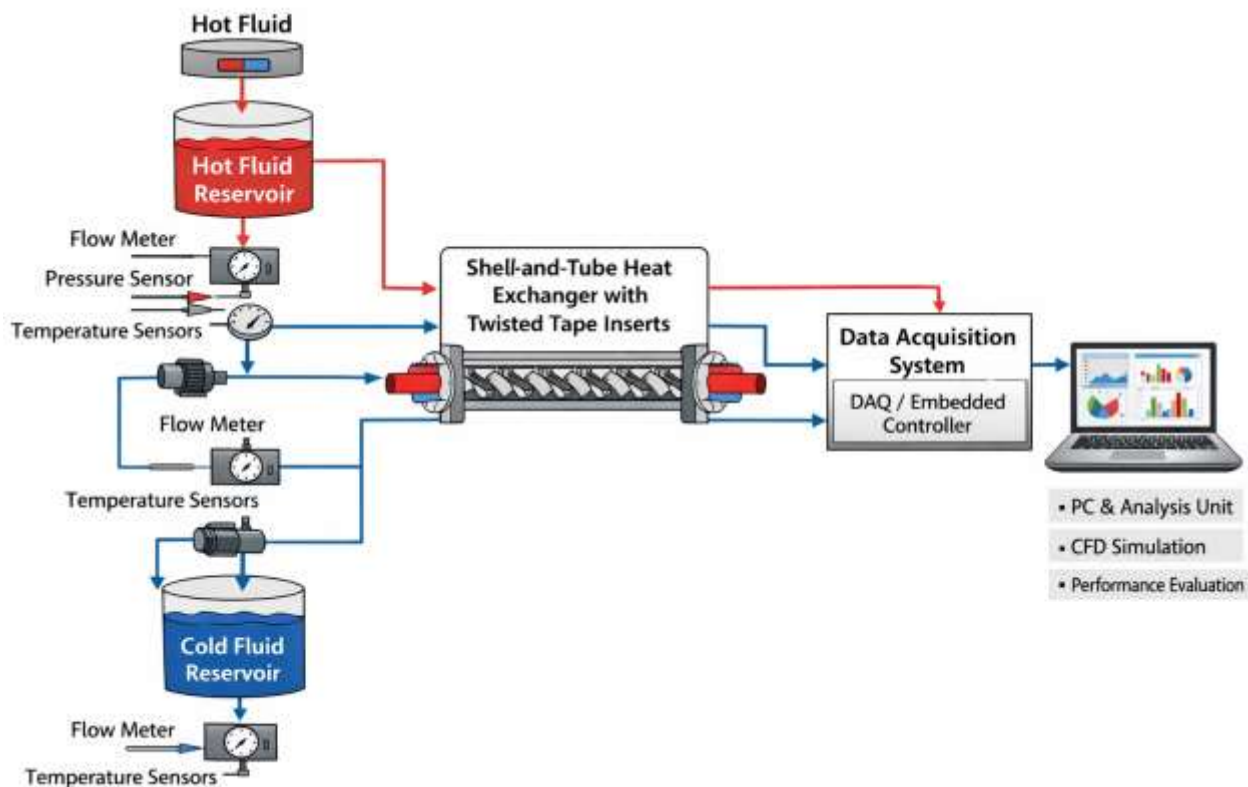 Hot Fluid
Hot Fluid
Reservoir
Flow Meter
Pressure Sensor
Temperature Sensors
Shell-and-Tube Heat
Exchanger with
Twisted Tape Inserts
Data Acquisition
System
DAQ / Embedded
Controller
Flow Meter
Temperature Sensors
• PC & Analysis Unit
• CFD Simulation
• Performance Evaluation
Cold Fluid
Reservoir
Flow Meter
Temperature Sensors